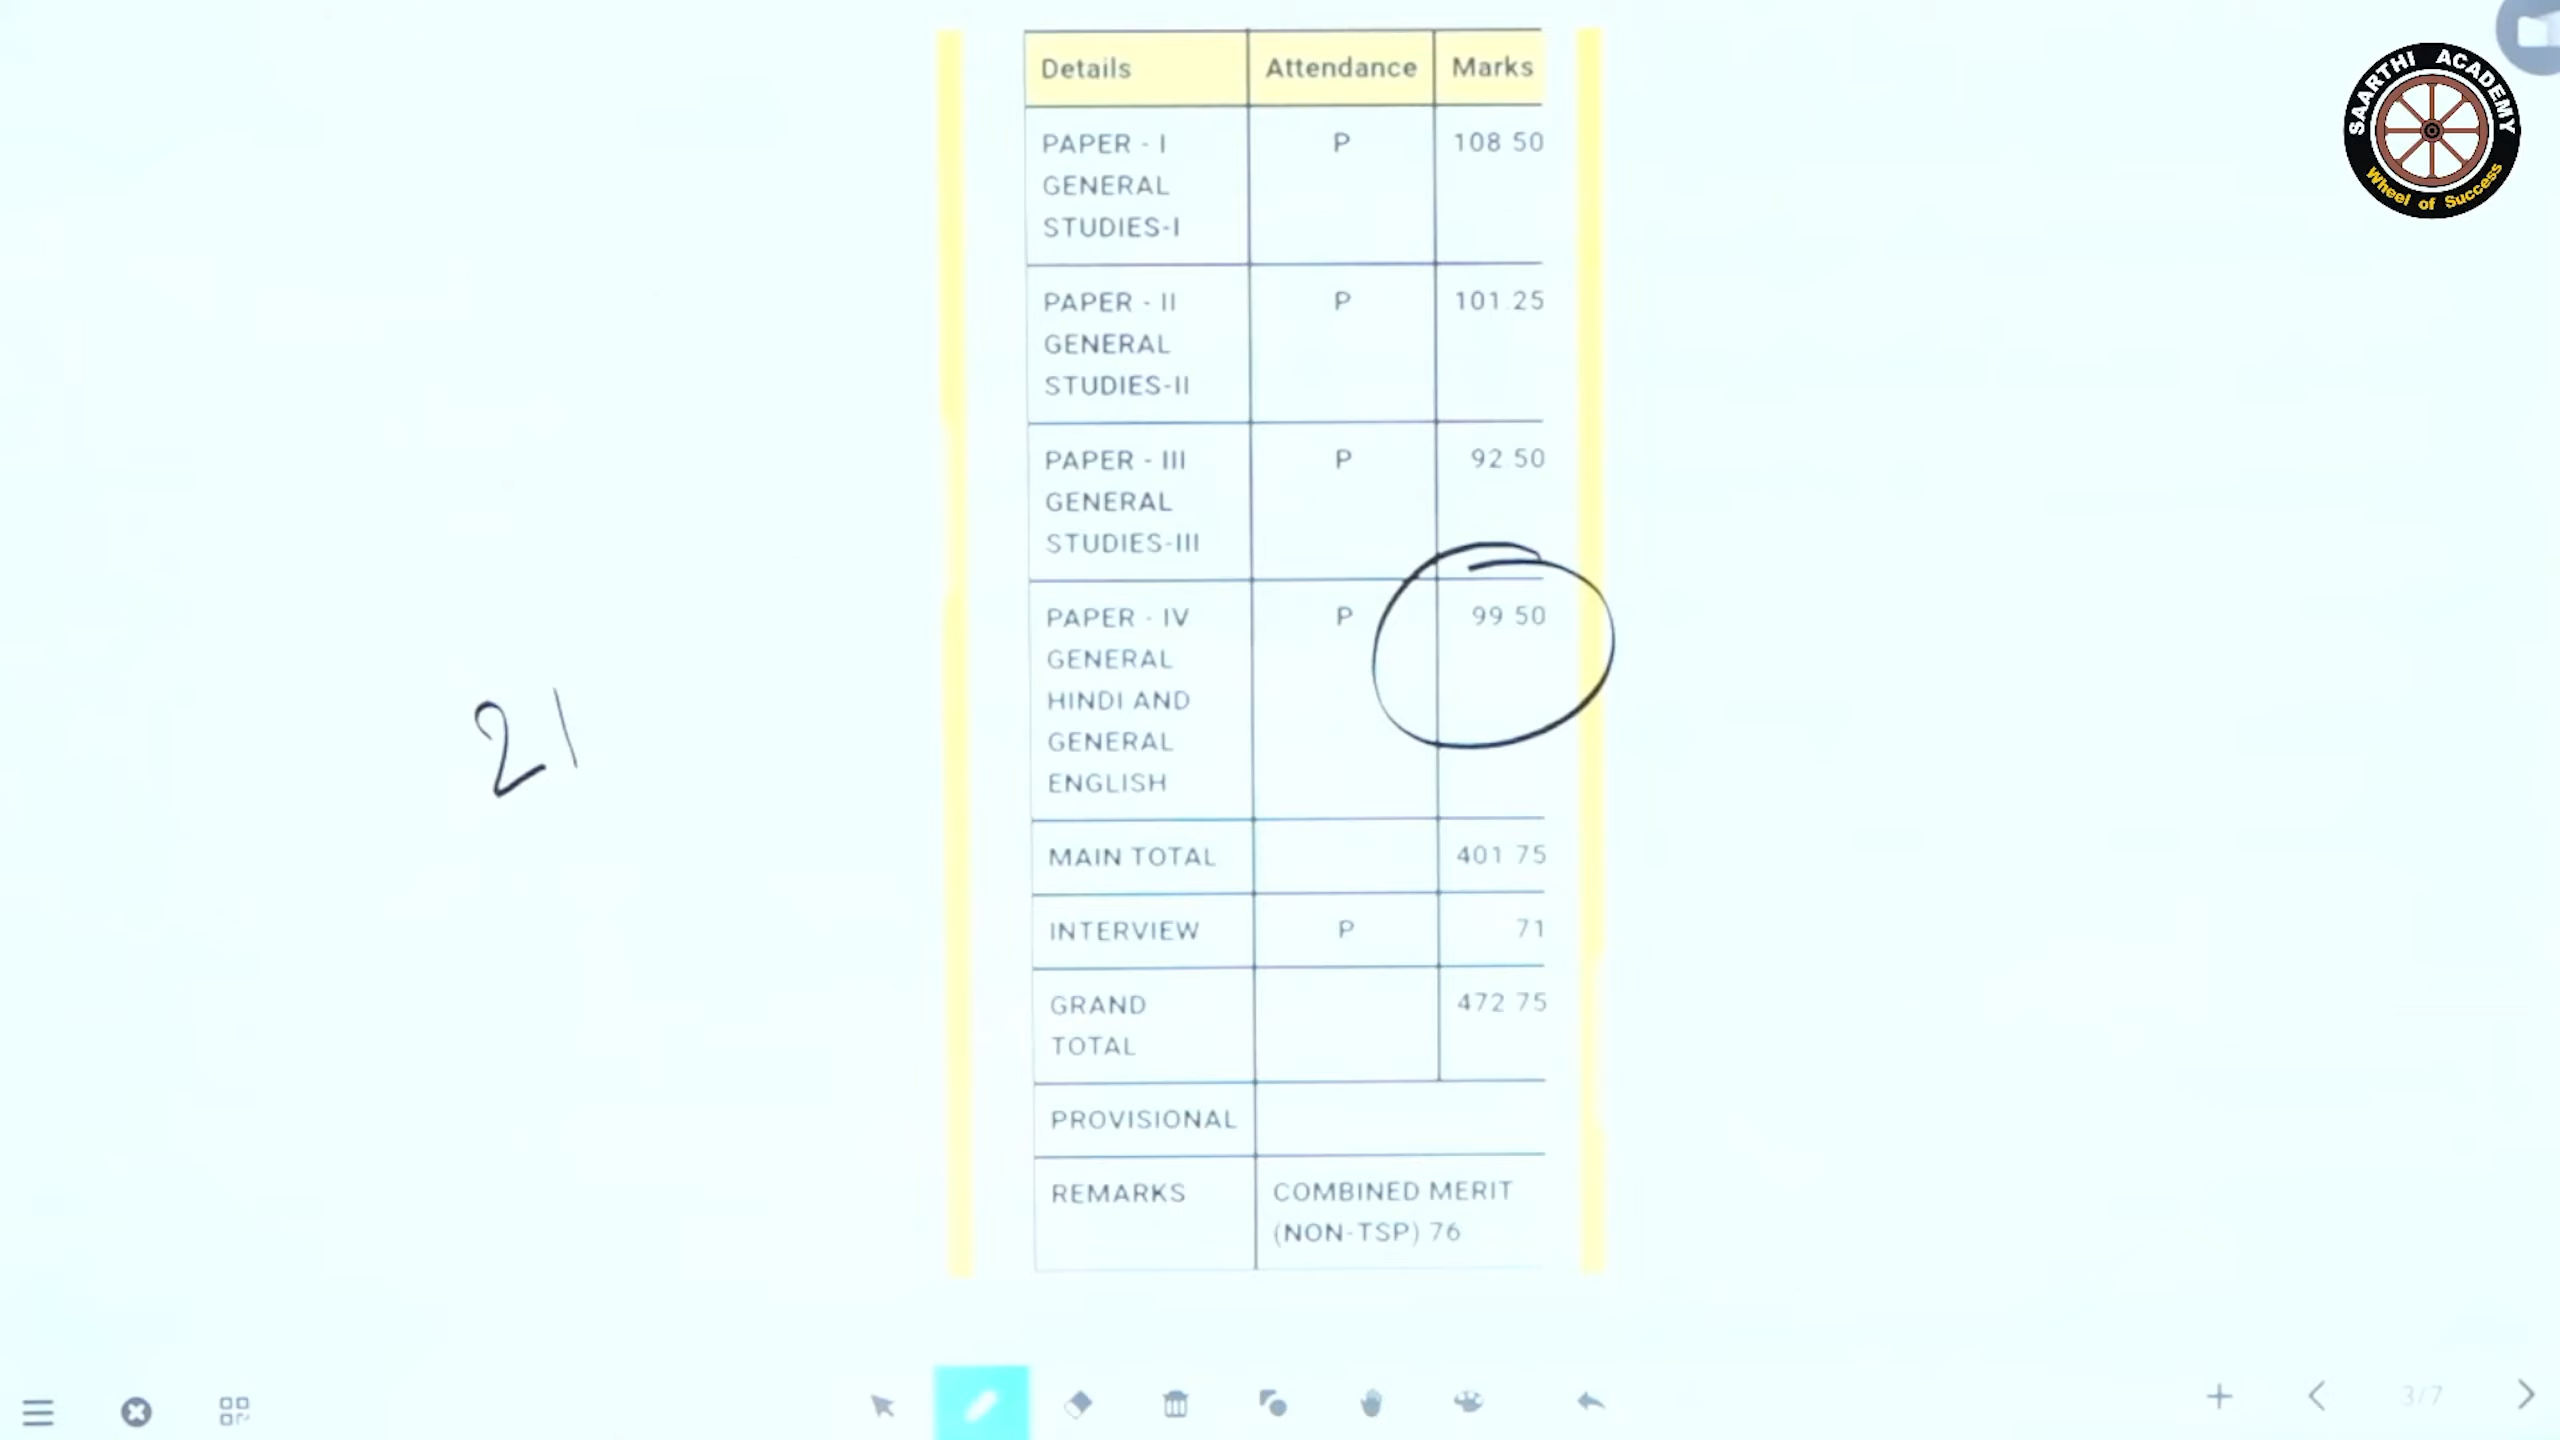 Details Attendance Marks
PAPER - I P 108 50
GENERAL
STUDIES-I
PAPER - II P 101.25
GENERAL
STUDIES-II
PAPER - III P 92.50
GENERAL
STUDIES-III
PAPER - IV P 99 50
GENERAL
HINDI AND
GENERAL
ENGLISH
MAIN TOTAL 401 75
INTERVIEW P 71
GRAND 472 75
TOTAL
PROVISIONAL
REMARKS COMBINED MERIT
(NON-TSP) 76
21
SAARTHI ACADEMY
Wheel of Success
3/7